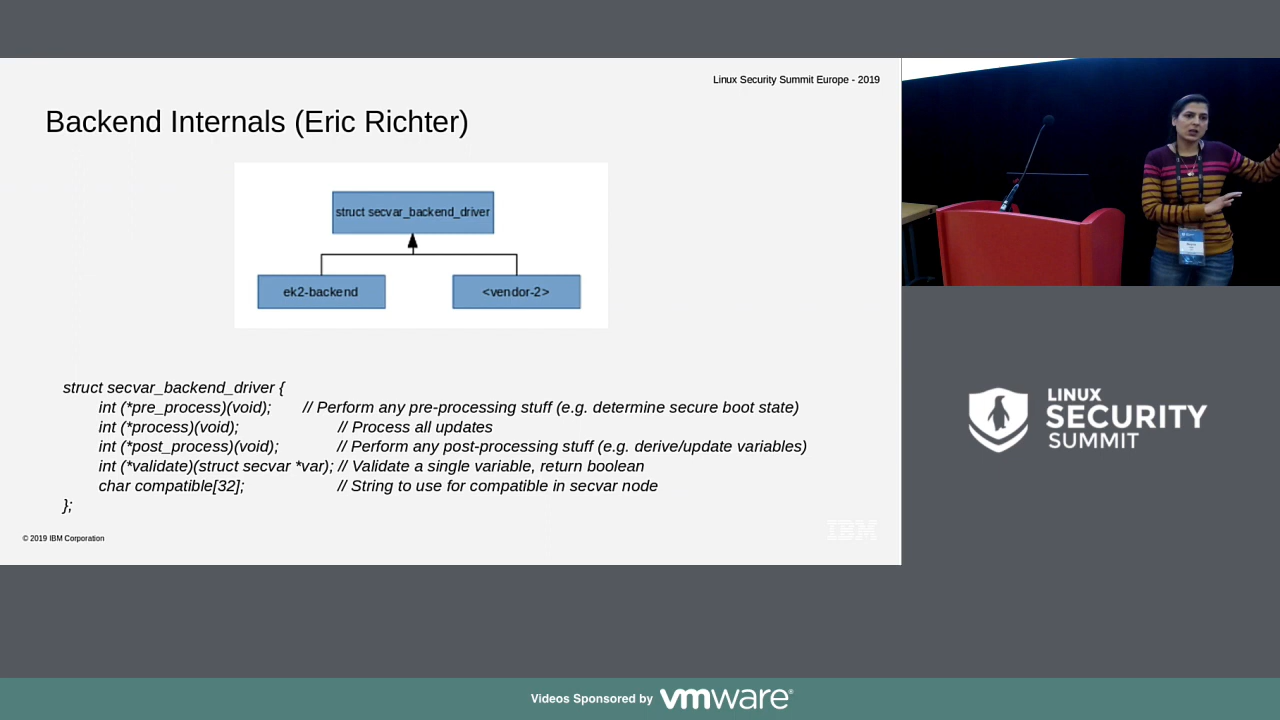 Linux Security Summit Europe - 2019
Backend Internals (Eric Richter)
struct secvar_backend_driver
ek2-backend
<vendor-2>
struct secvar_backend_driver {
int (*pre_process)(void); // Perform any pre-processing stuff (e.g. determine secure boot state)
int (*process)(void); // Process all updates
int (*post_process)(void); // Perform any post-processing stuff (e.g. derive/update variables)
int (*validate)(struct secvar *var); // Validate a single variable, return boolean
char compatible[32]; // String to use for compatible in secvar node
};
© 2019 IBM Corporation
IBM
LINUX
SECURITY
SUMMIT
Videos Sponsored by vmware®